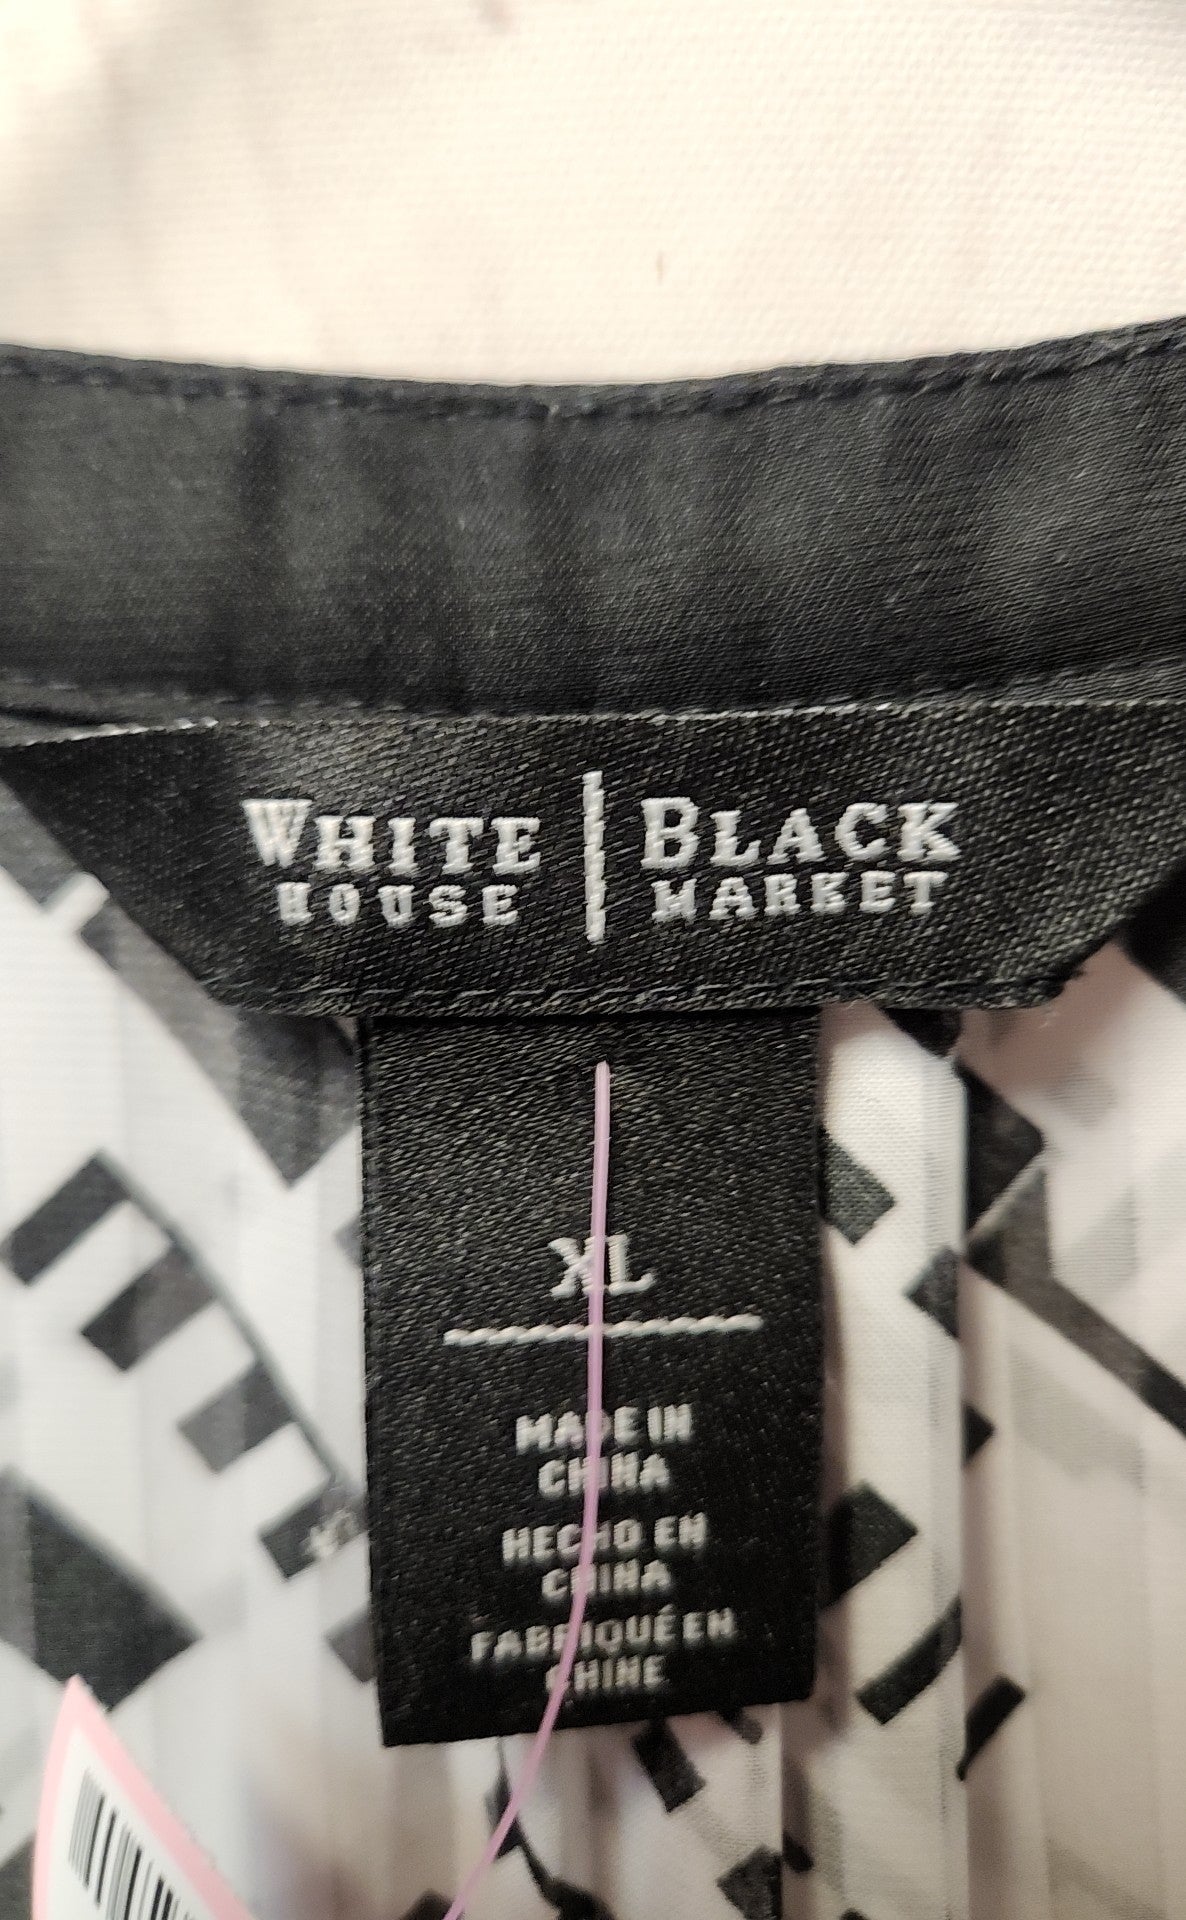 WHITE | BLACK
HOUSE | MARKET
XL
MADE IN
CHINA
HECHO EN
CHINA
FABRIQUÉ EN
CHINE